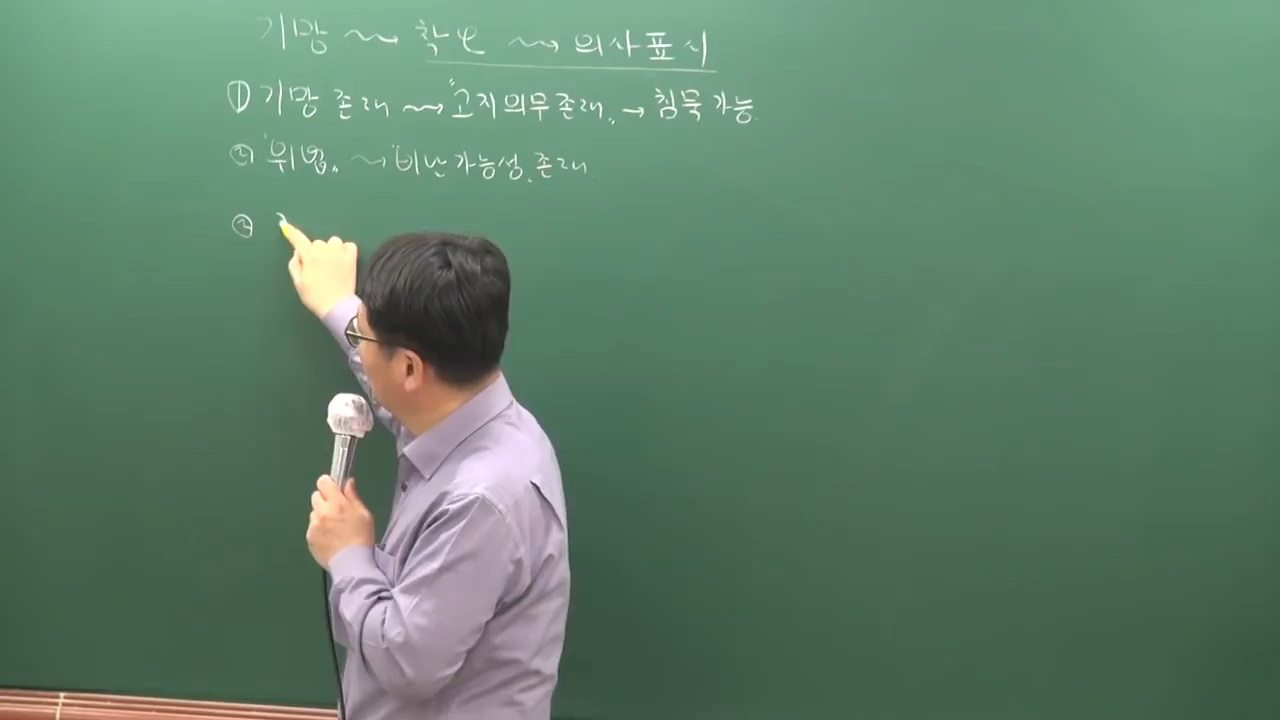 기망 ⇝ 착오 ⇝ 의사표시
① 기망 존재 ⇝ "고지의무 존재" → 침묵 가능.
② "위법" ⇝ "비난가능성" 존재
③